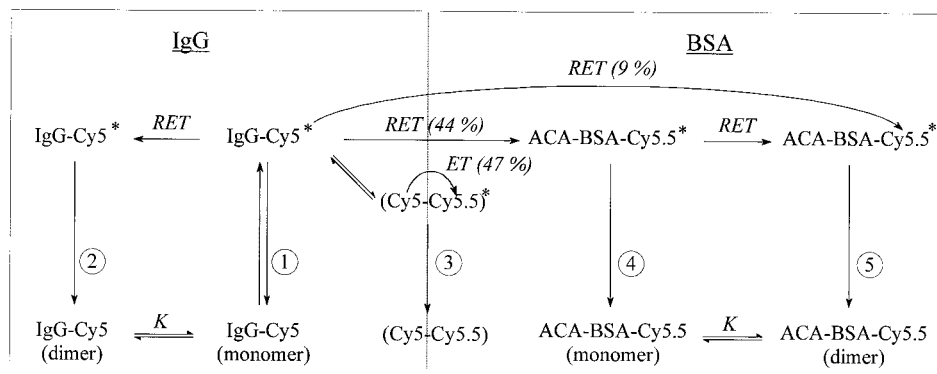 IgG
BSA
RET (9 %)
IgG-Cy5*
RET
IgG-Cy5*
RET (44 %)
ACA-BSA-Cy5.5*
RET
ACA-BSA-Cy5.5*
ET (47 %)
(Cy5-Cy5.5)*
2
1
3
4
5
IgG-Cy5
(dimer)
K
IgG-Cy5
(monomer)
(Cy5-Cy5.5)
ACA-BSA-Cy5.5
(monomer)
K
ACA-BSA-Cy5.5
(dimer)